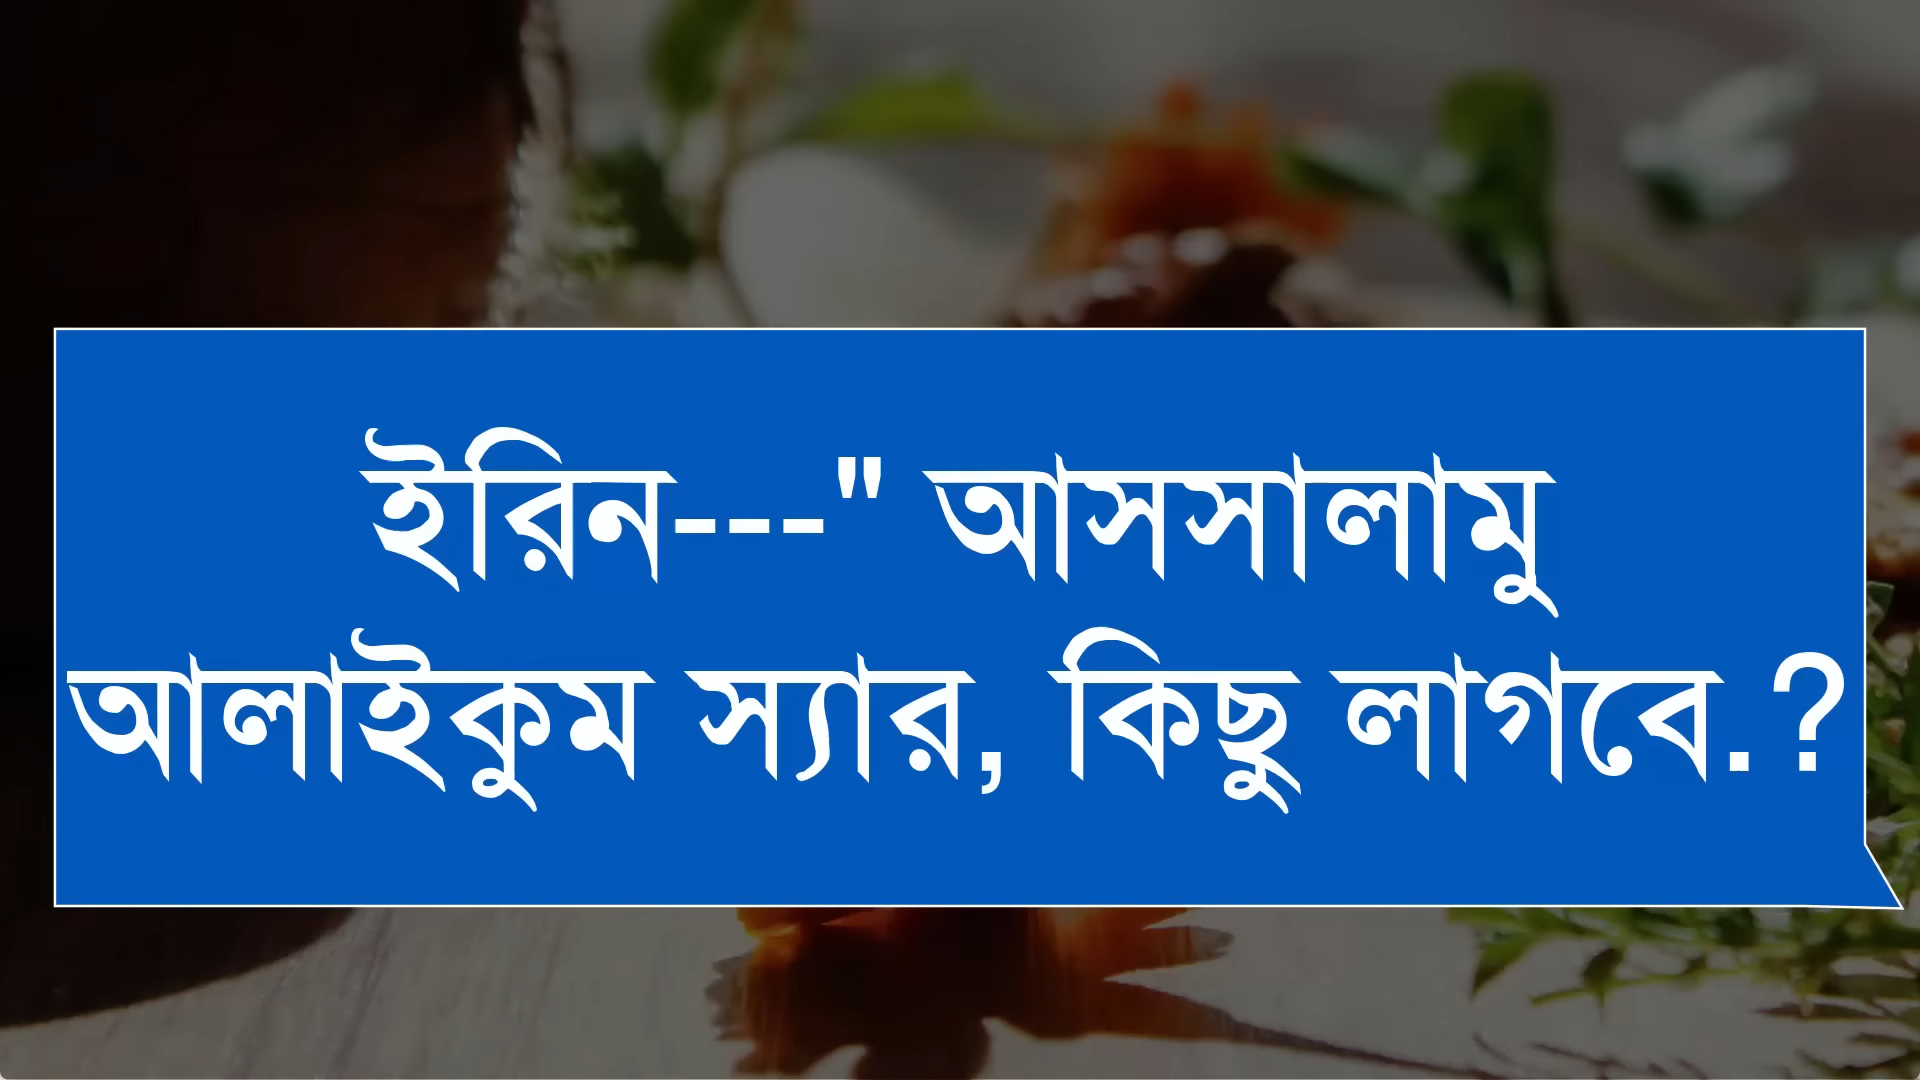 ইরিন---" আসসালামু
আলাইকুম স্যার, কিছু লাগবে.?